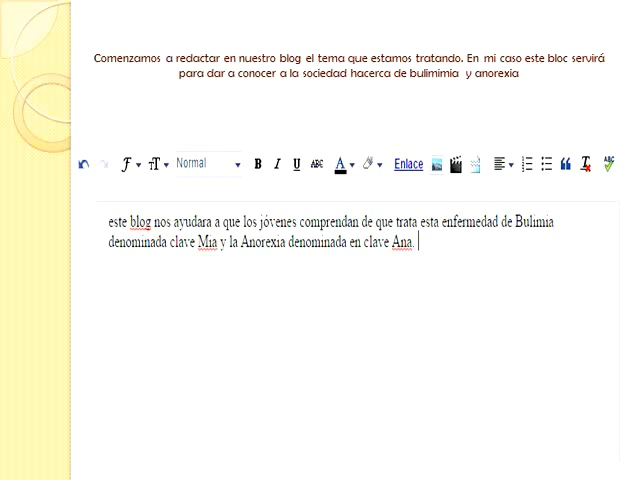 Comenzamos a redactar en nuestro blog el tema que estamos tratando. En mi caso este bloc servirá
para dar a conocer a la sociedad hacerca de bulimimia y anorexia
Normal
Enlace
ABC
este blog nos ayudara a que los jóvenes comprendan de que trata esta enfermedad de Bulimia
denominada clave Mia y la Anorexia denominada en clave Ana.